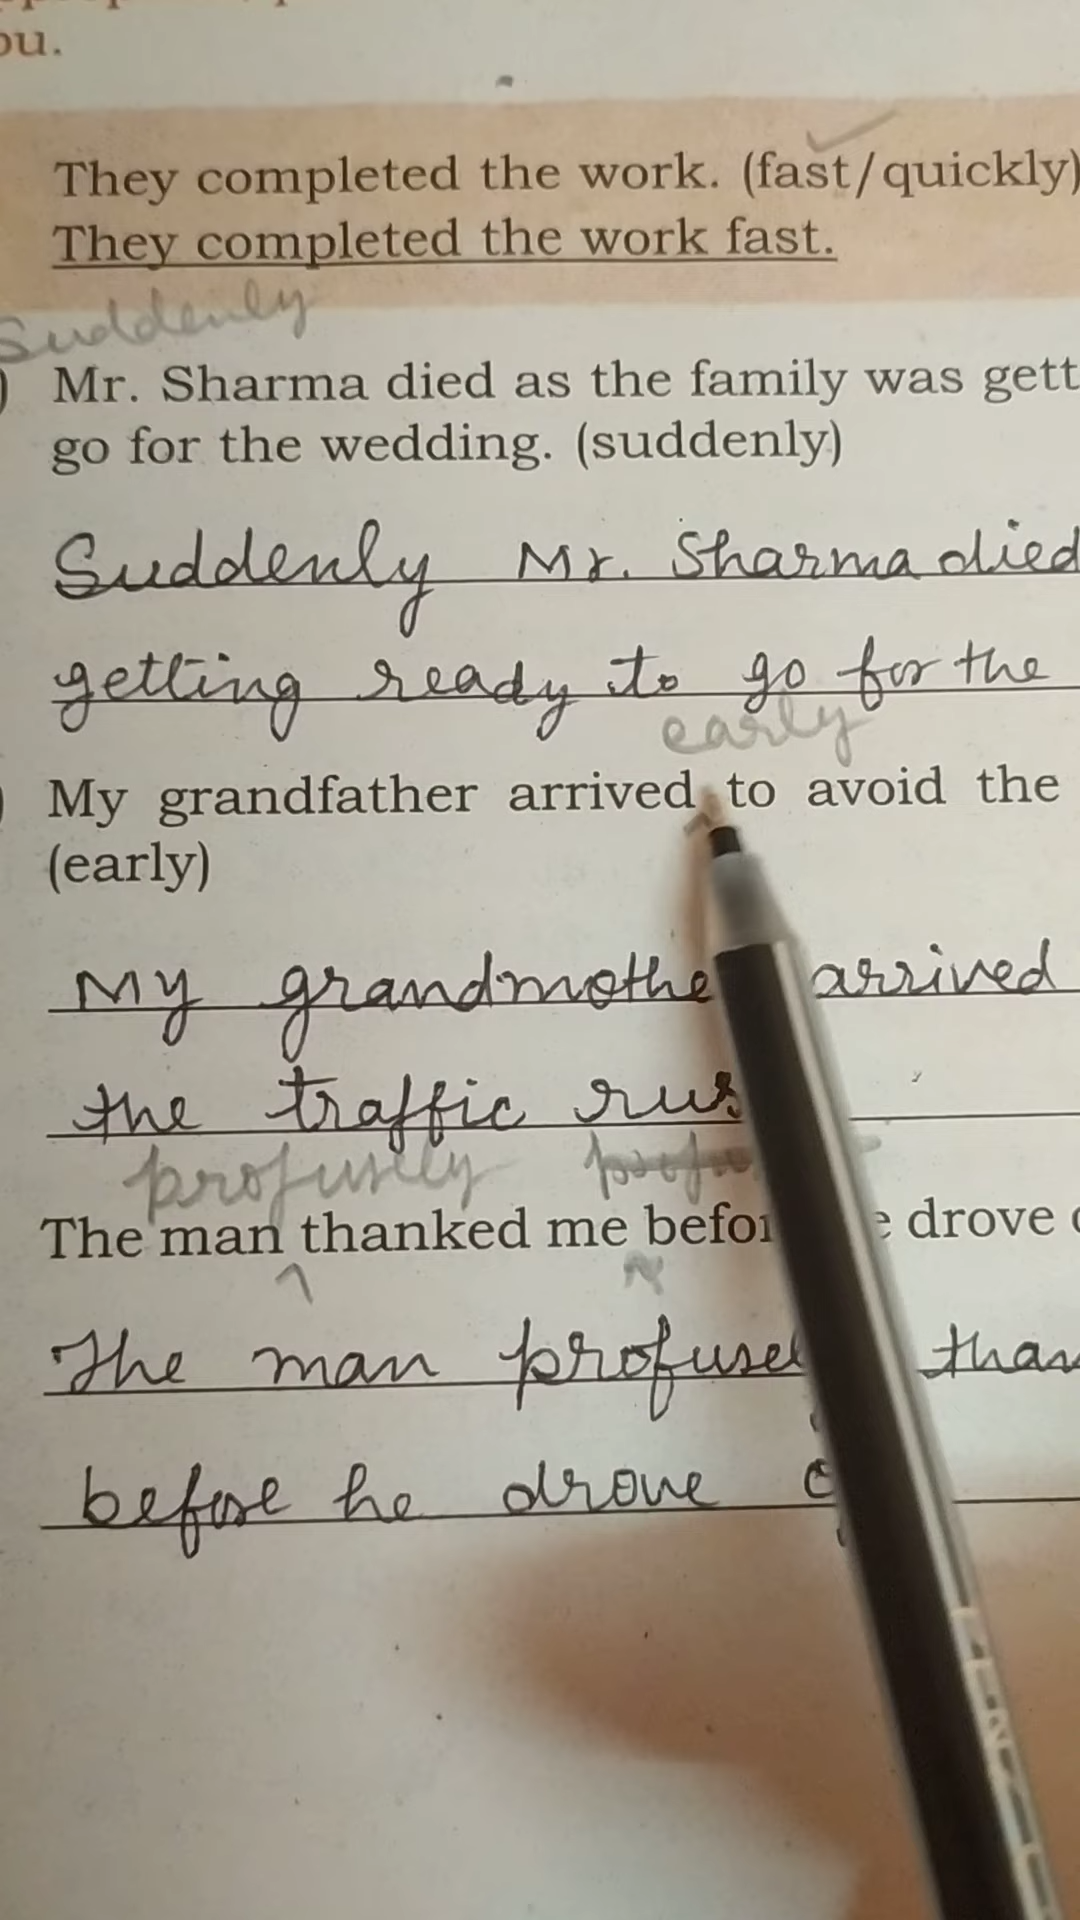 ou.
They completed the work. (fast/quickly)
They completed the work fast.
Suddenly
Mr. Sharma died as the family was gett
go for the wedding. (suddenly)
Suddenly Mr. Sharma died
getting ready to go for the
early
My grandfather arrived to avoid the
(early)
My grandmothe arrived
the traffic rus
profusely
The man thanked me befo e drove
The man profusel than
before he drove